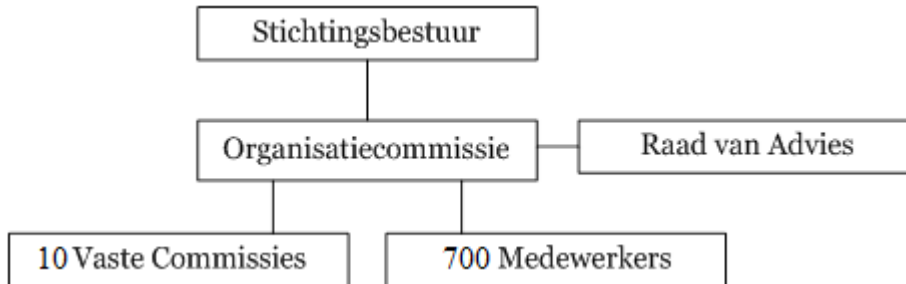 Stichtingsbestuur
Organisatiecommissie
Raad van Advies
10 Vaste Commissies
700 Medewerkers